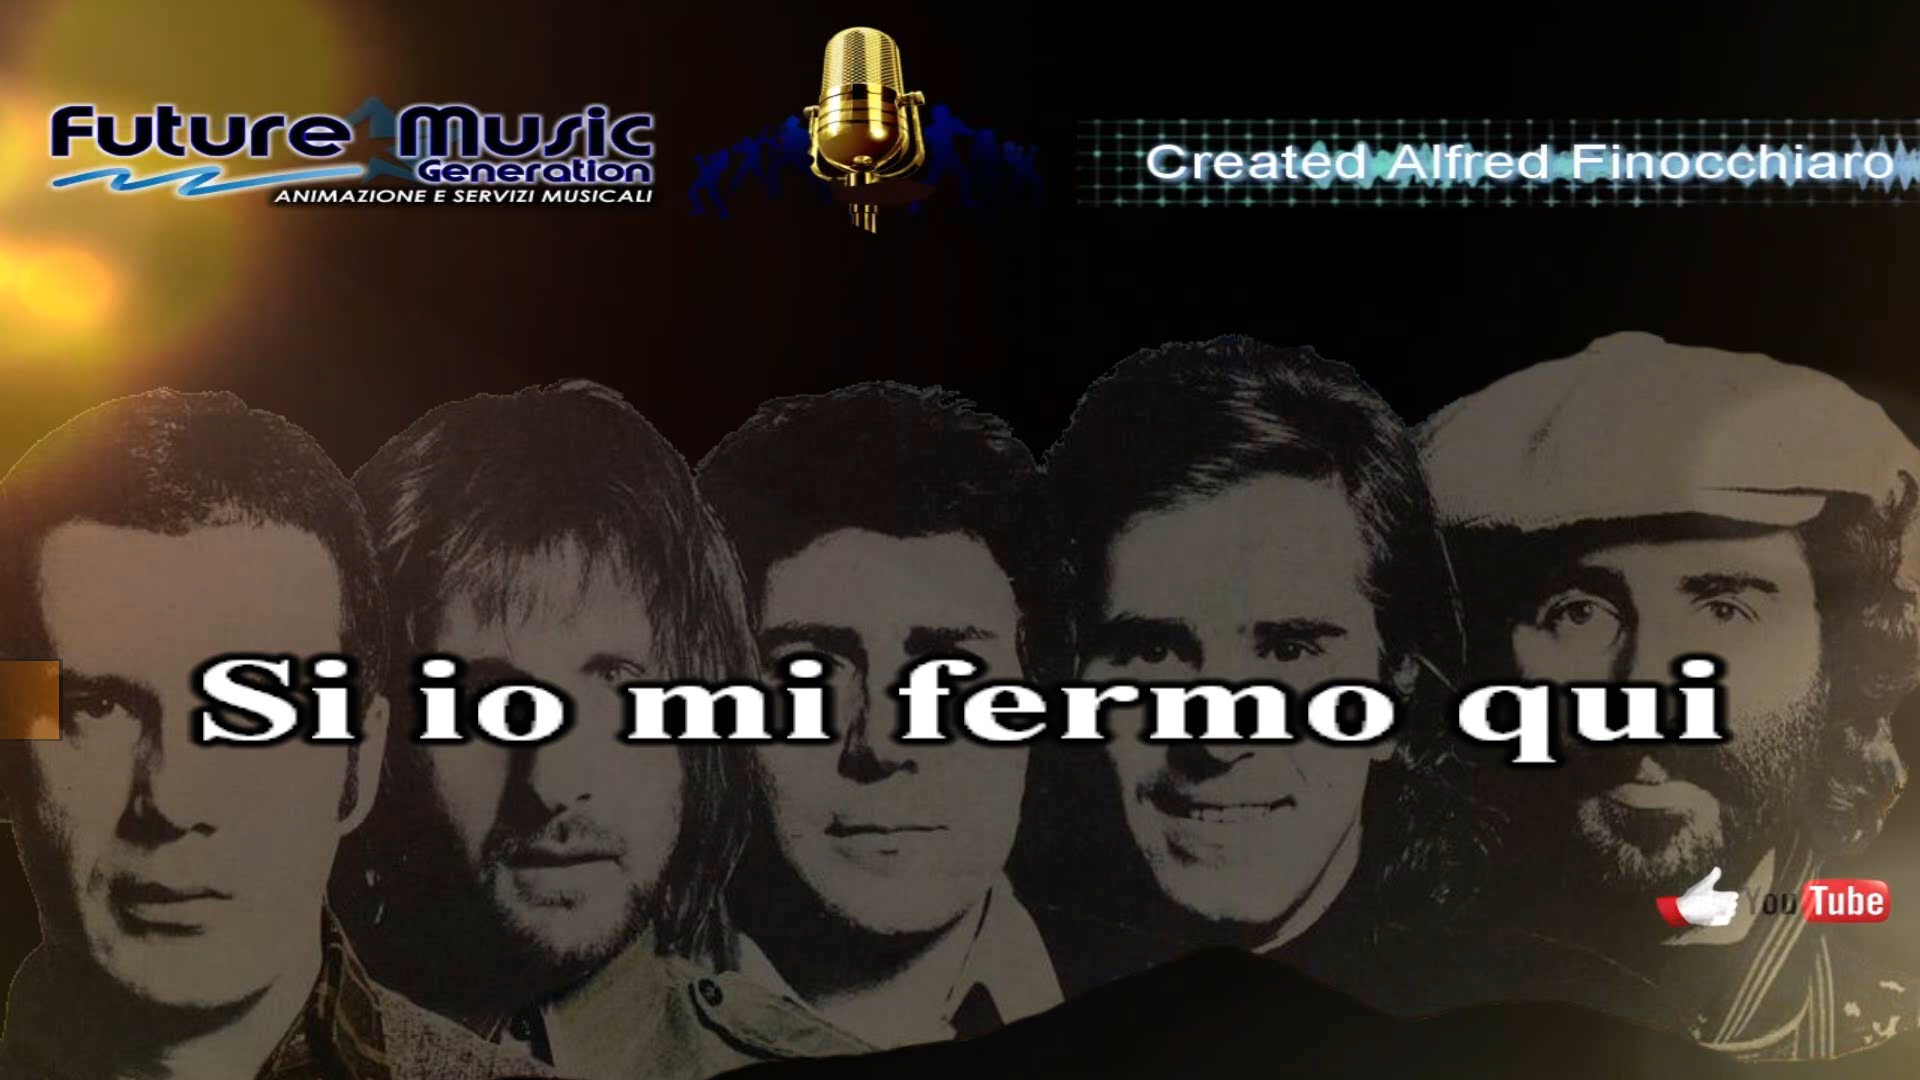 Future Music
Generation
ANIMAZIONE E SERVIZI MUSICALI
Created Alfred Finocchiaro
Si io mi fermo qui
YouTube